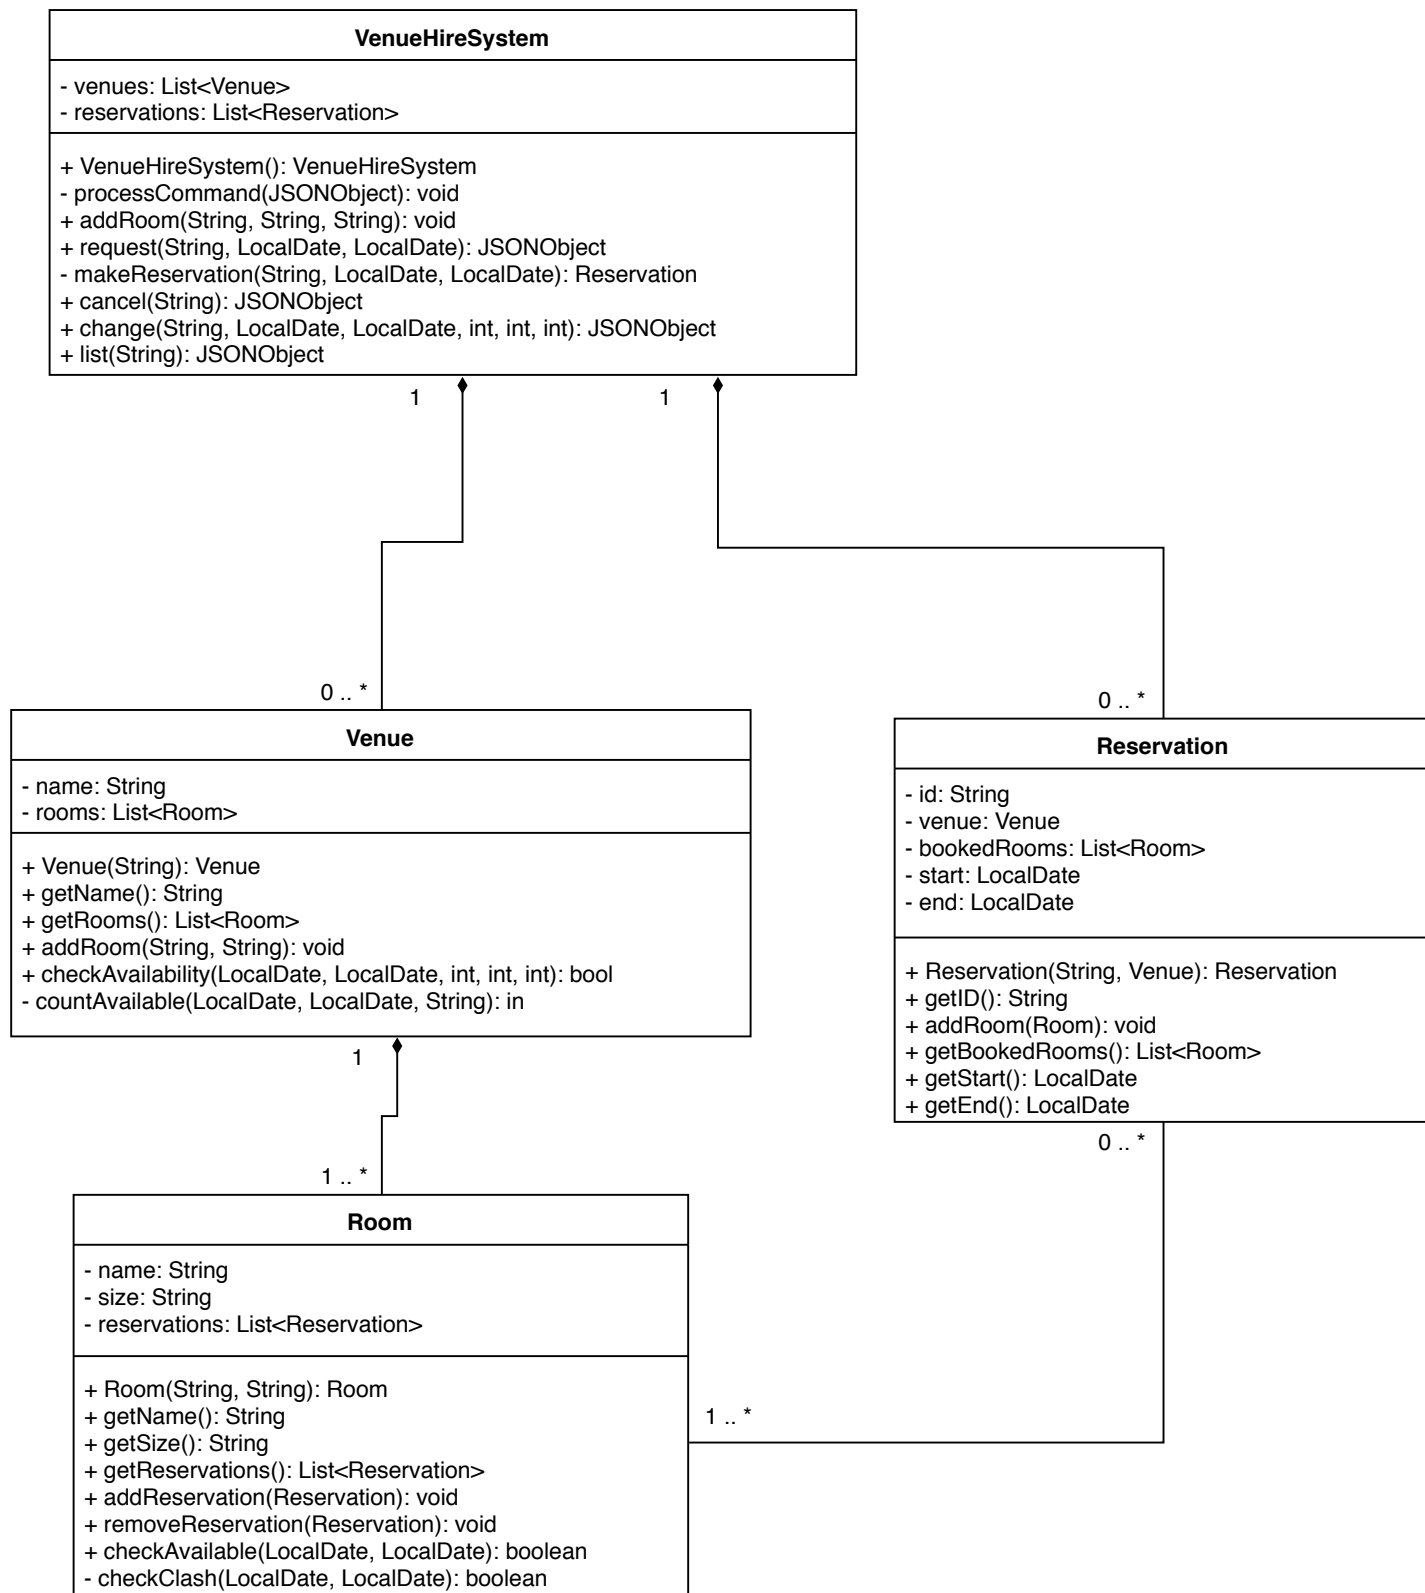 VenueHireSystem
- venues: List<Venue>
- reservations: List<Reservation>
+ VenueHireSystem(): VenueHireSystem
- processCommand(JSONObject): void
+ addRoom(String, String, String): void
+ request(String, LocalDate, LocalDate): JSONObject
- makeReservation(String, LocalDate, LocalDate): Reservation
+ cancel(String): JSONObject
+ change(String, LocalDate, LocalDate, int, int, int): JSONObject
+ list(String): JSONObject
1
1
0 .. *
0 .. *
Venue
- name: String
- rooms: List<Room>
+ Venue(String): Venue
+ getName(): String
+ getRooms(): List<Room>
+ addRoom(String, String): void
+ checkAvailability(LocalDate, LocalDate, int, int, int): bool
- countAvailable(LocalDate, LocalDate, String): in
1
Reservation
- id: String
- venue: Venue
- bookedRooms: List<Room>
- start: LocalDate
- end: LocalDate
+ Reservation(String, Venue): Reservation
+ getID(): String
+ addRoom(Room): void
+ getBookedRooms(): List<Room>
+ getStart(): LocalDate
+ getEnd(): LocalDate
0 .. *
1 .. *
Room
- name: String
- size: String
- reservations: List<Reservation>
+ Room(String, String): Room
+ getName(): String
+ getSize(): String
+ getReservations(): List<Reservation>
+ addReservation(Reservation): void
+ removeReservation(Reservation): void
+ checkAvailable(LocalDate, LocalDate): boolean
- checkClash(LocalDate, LocalDate): boolean
1 .. *